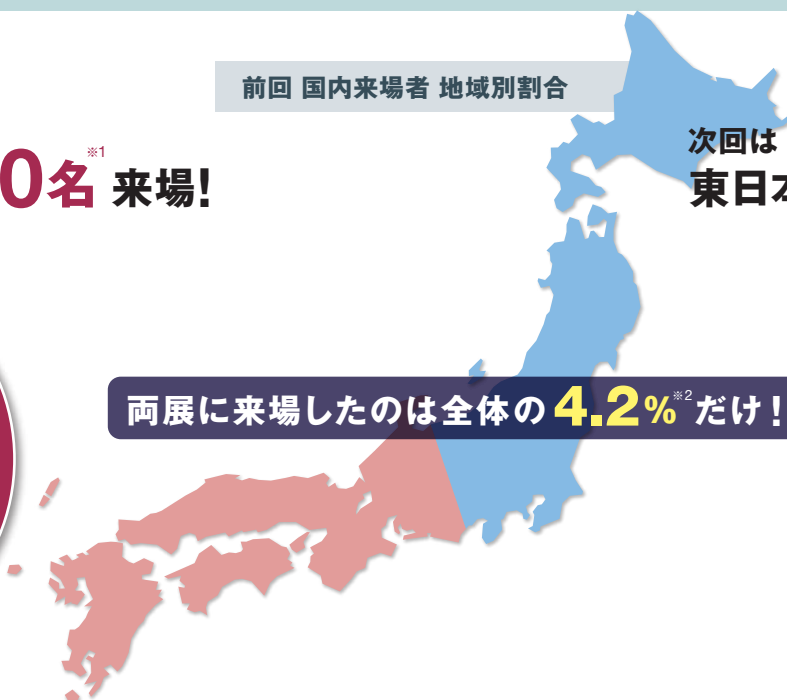 前回 国内来場者 地域別割合
0名※1 来場!
次回は
東日本
両展に来場したのは全体の4.2%※2だけ!